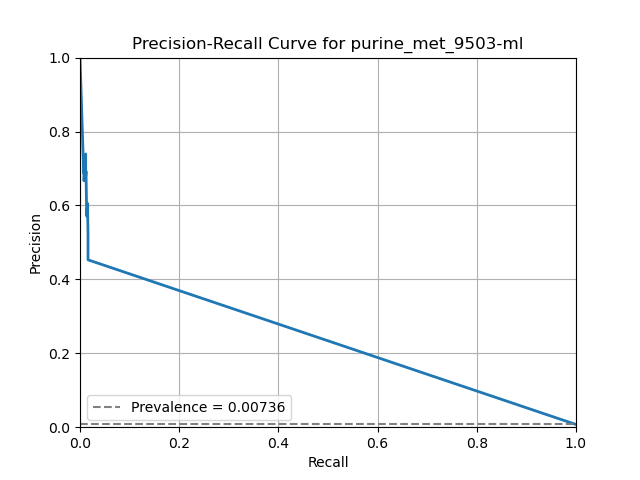 Precision-Recall Curve for purine_met_9503-ml
1.0
0.8
0.6
0.4
0.2
0.0
Precision
Prevalence = 0.00736
0.0 0.2 0.4 0.6 0.8 1.0
Recall